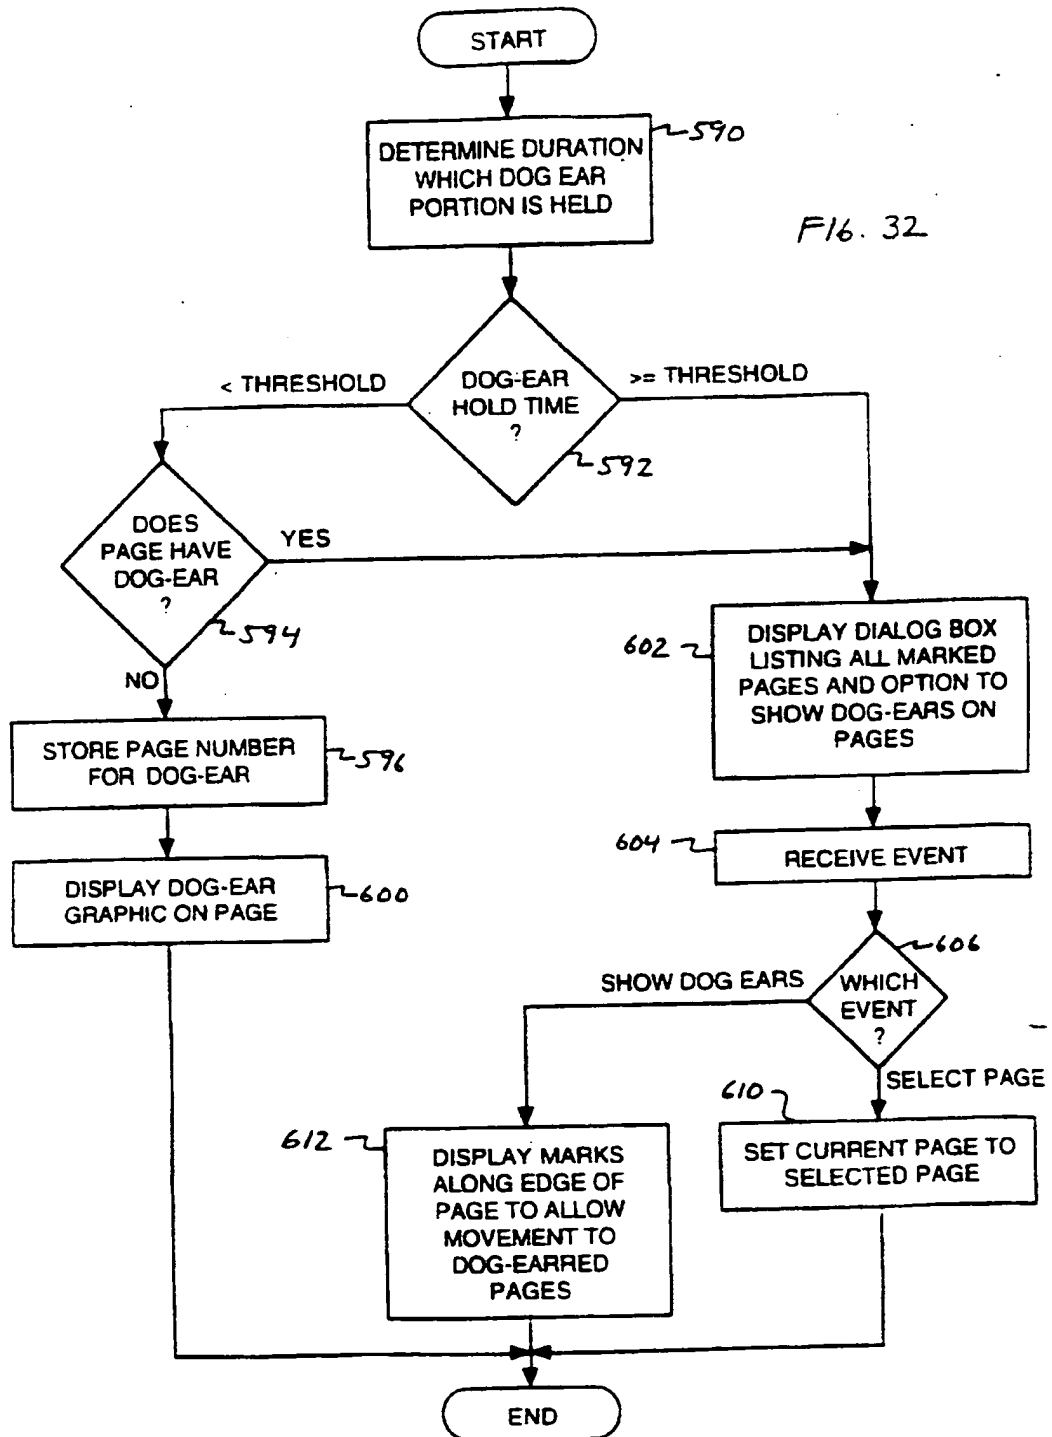 START
DETERMINE DURATION
WHICH DOG EAR
PORTION IS HELD
590
FIG. 32
< THRESHOLD
DOG-EAR
HOLD TIME
?
>= THRESHOLD
592
DOES
PAGE HAVE
DOG-EAR
?
YES
594
NO
602
DISPLAY DIALOG BOX
LISTING ALL MARKED
PAGES AND OPTION TO
SHOW DOG-EARS ON
PAGES
STORE PAGE NUMBER
FOR DOG-EAR
596
604
RECEIVE EVENT
DISPLAY DOG-EAR
GRAPHIC ON PAGE
600
606
SHOW DOG EARS
WHICH
EVENT
?
SELECT PAGE
610
SET CURRENT PAGE TO
SELECTED PAGE
612
DISPLAY MARKS
ALONG EDGE OF
PAGE TO ALLOW
MOVEMENT TO
DOG-EARRED
PAGES
END